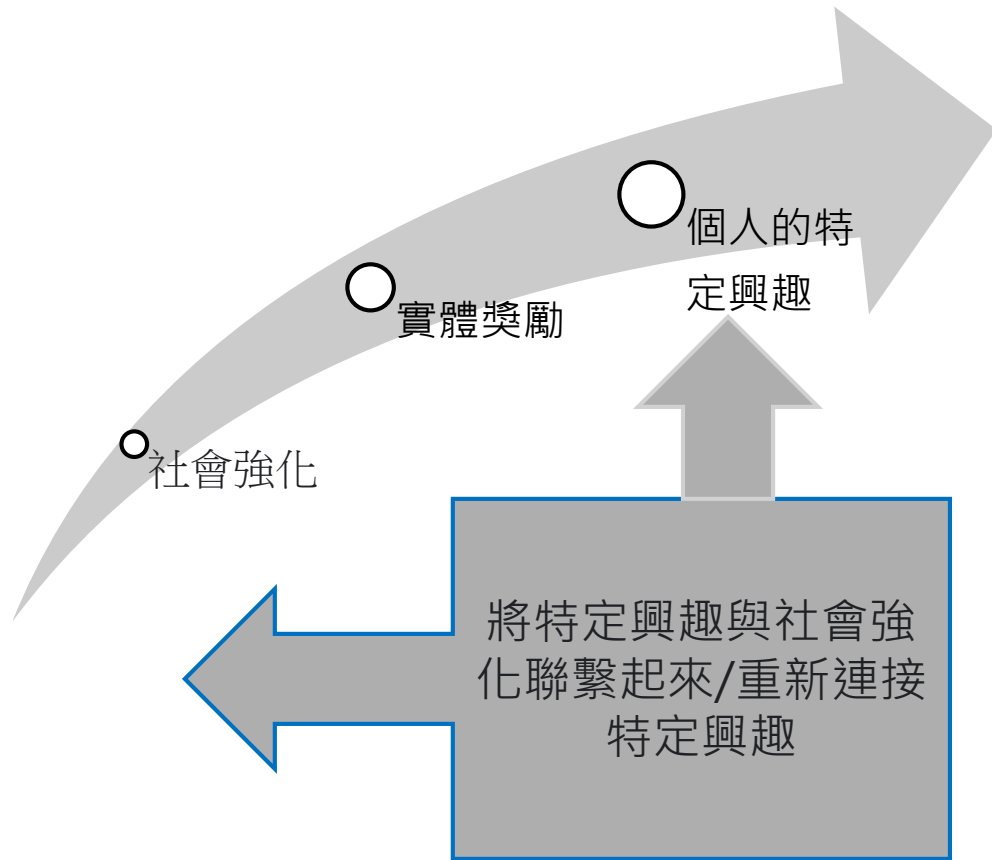 個人的特
定興趣
實體獎勵
社會強化
將特定興趣與社會強
化聯繫起來/重新連接
特定興趣